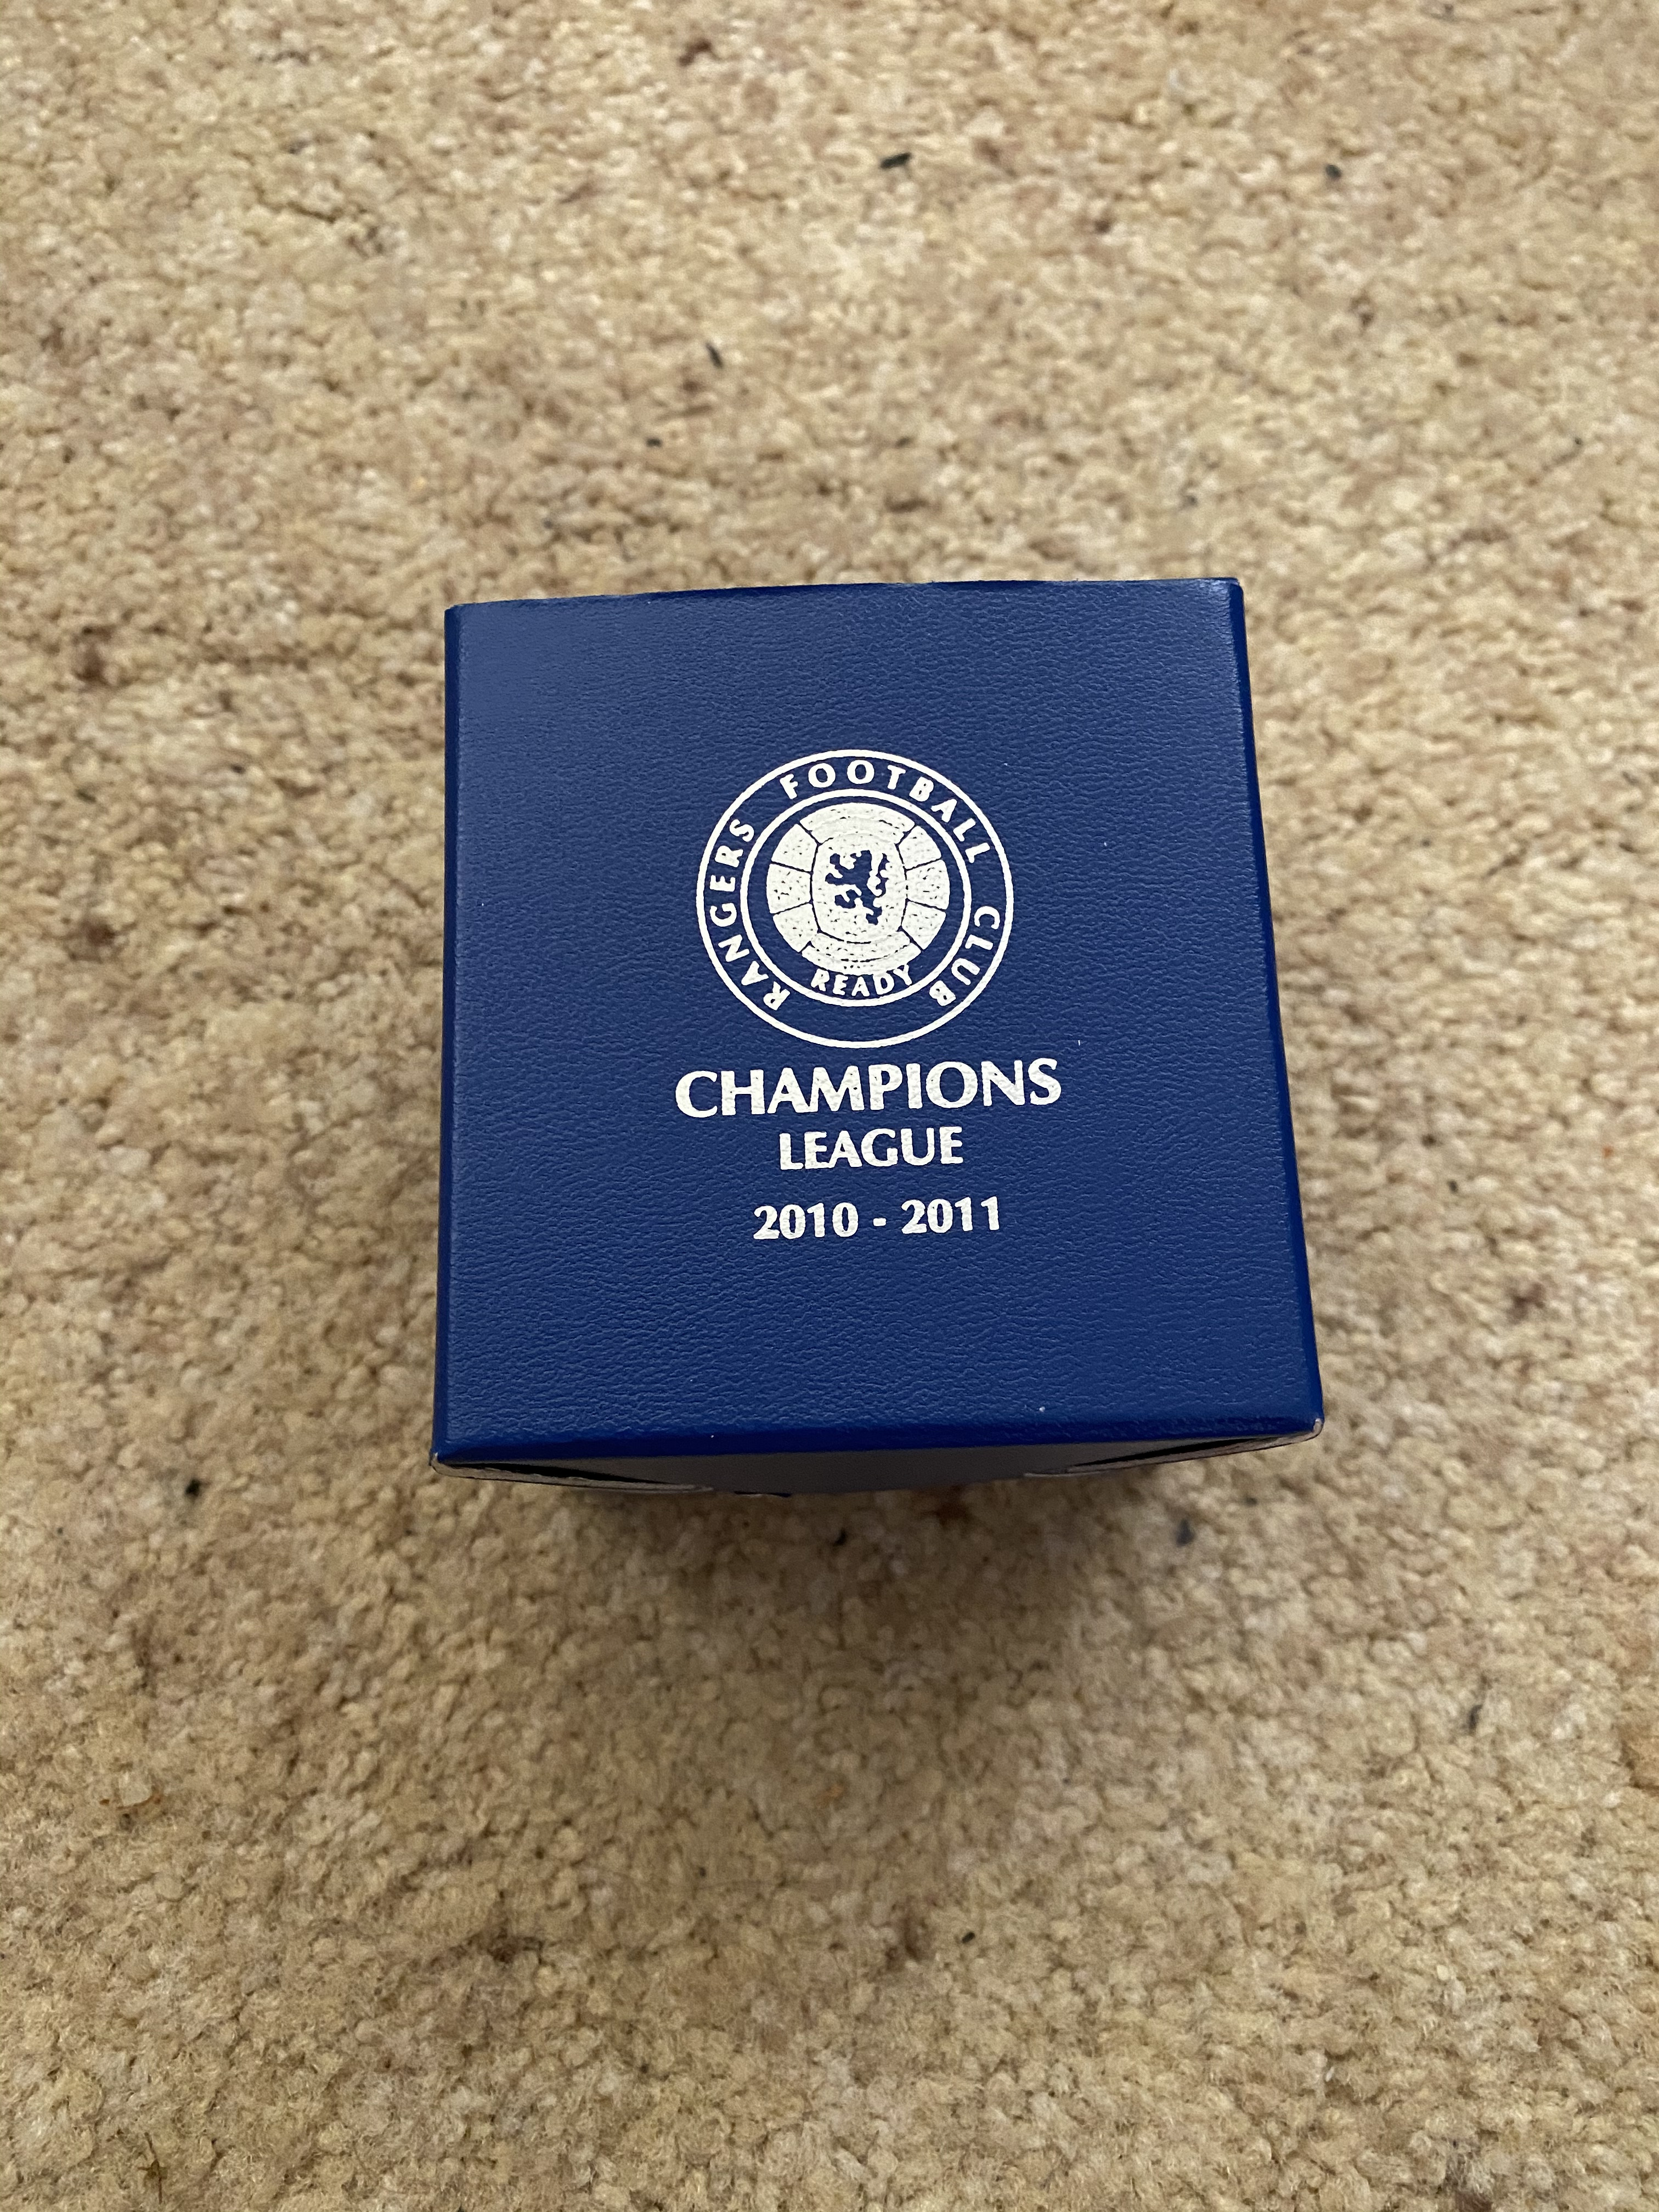 RANGERS FOOTBALL CLUB
READY
CHAMPIONS
LEAGUE
2010 - 2011